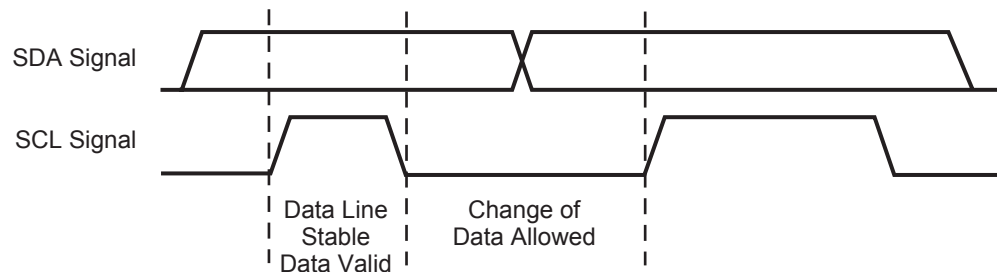 SDA Signal
SCL Signal
Data Line
Stable
Data Valid
Change of
Data Allowed